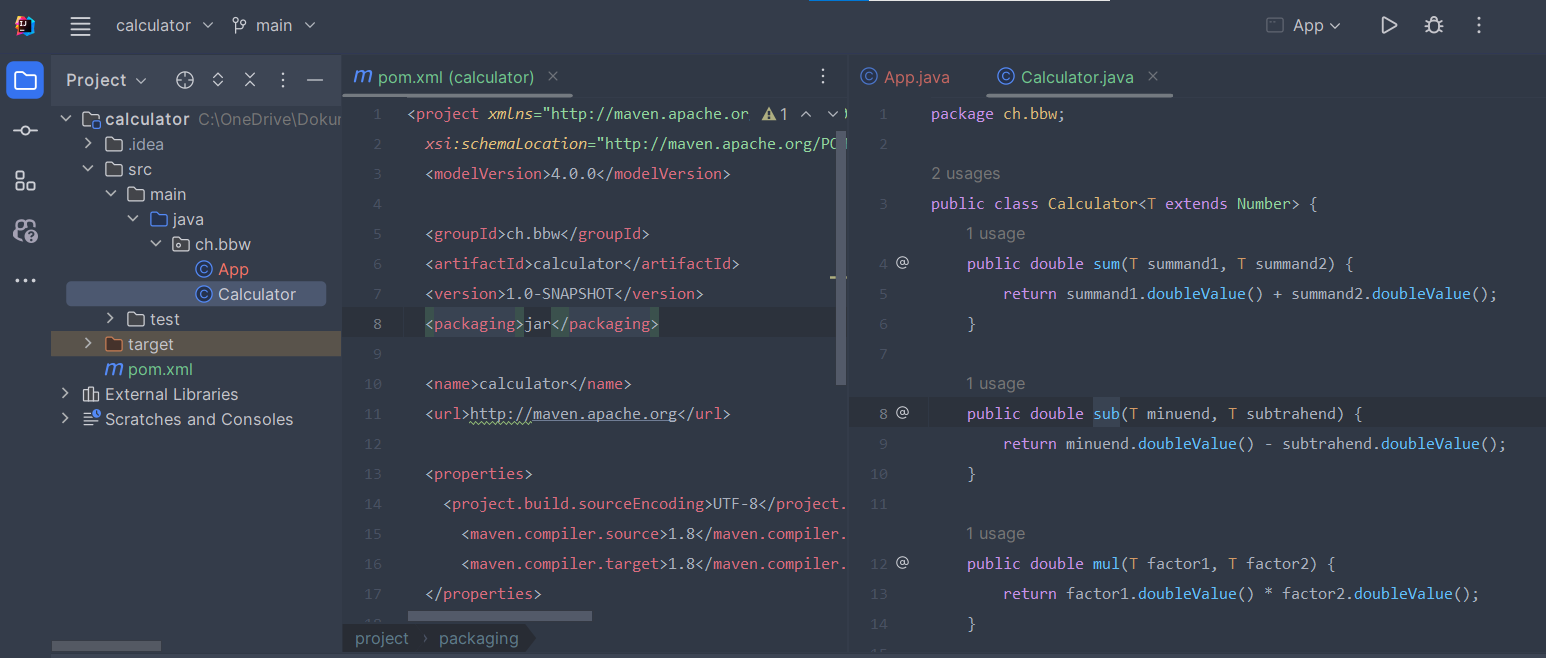 calculator main App
Project
calculator C:\OneDrive\Dokur
.idea
src
main
java
ch.bbw
App
Calculator
test
target
pom.xml
External Libraries
Scratches and Consoles
pom.xml (calculator)
1 <project xmlns="http://maven.apache.or 1
2 xsi:schemaLocation="http://maven.apache.org/PO
3 <modelVersion>4.0.0</modelVersion>
4
5 <groupId>ch.bbw</groupId>
6 <artifactId>calculator</artifactId>
7 <version>1.0-SNAPSHOT</version>
8 <packaging>jar</packaging>
9
10 <name>calculator</name>
11 <url>http://maven.apache.org</url>
12
13 <properties>
14 <project.build.sourceEncoding>UTF-8</project.
15 <maven.compiler.source>1.8</maven.compiler.
16 <maven.compiler.target>1.8</maven.compiler.
17 </properties>
project › packaging
App.java Calculator.java
1 package ch.bbw;
2
2 usages
3 public class Calculator<T extends Number> {
1 usage
4 @ public double sum(T summand1, T summand2) {
5 return summand1.doubleValue() + summand2.doubleValue();
6 }
7
1 usage
8 @ public double sub(T minuend, T subtrahend) {
9 return minuend.doubleValue() - subtrahend.doubleValue();
10 }
11
1 usage
12 @ public double mul(T factor1, T factor2) {
13 return factor1.doubleValue() * factor2.doubleValue();
14 }